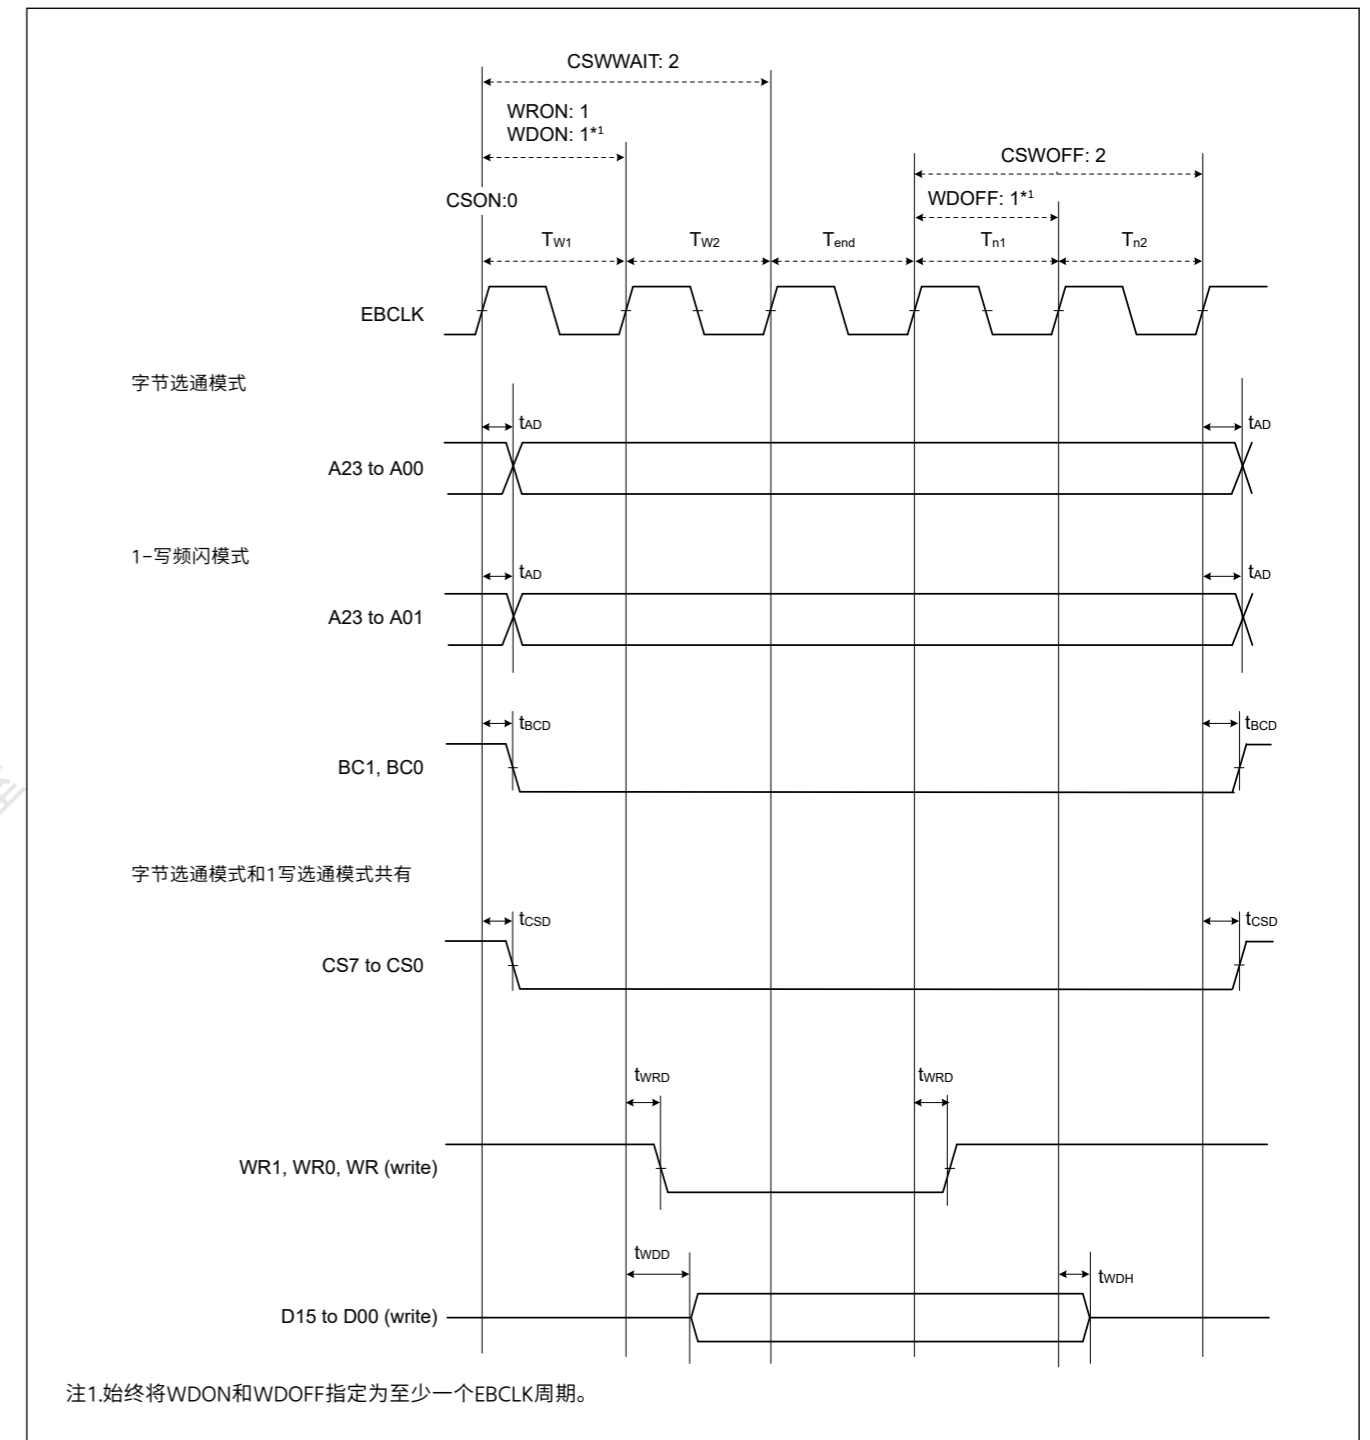 CSWWAIT: 2
WRON: 1
WDON: 1*1
CSWOFF: 2
CSON:0
WDOFF: 1*1
TW1 TW2 Tend Tn1 Tn2
EBCLK
字节选通模式
tAD tAD
A23 to A00
1-写频闪模式
tAD tAD
A23 to A01
tBCD tBCD
BC1, BC0
字节选通模式和1写选通模式共有
tCSD tCSD
CS7 to CS0
tWRD tWRD
WR1, WR0, WR (write)
tWDD
tWDH
D15 to D00 (write)
注1.始终将WDON和WDOFF指定为至少一个EBCLK周期。